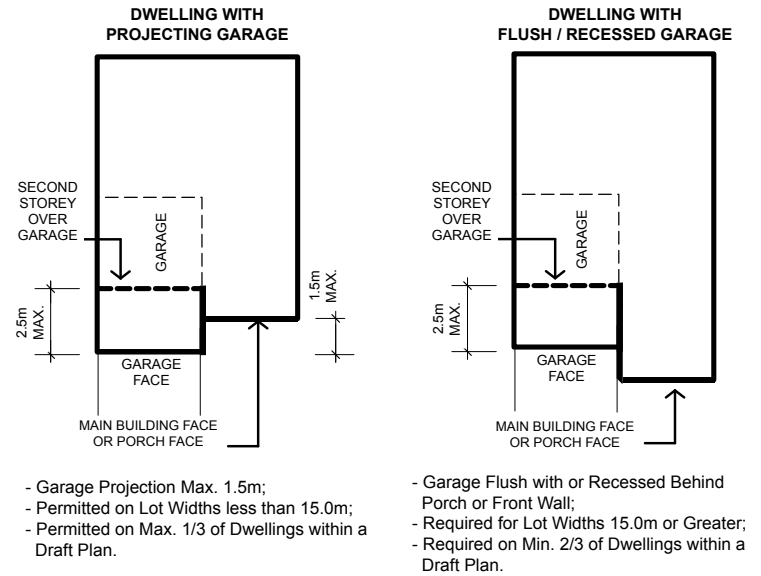 DWELLING WITH
PROJECTING GARAGE
SECOND
STOREY
OVER
GARAGE
GARAGE
2.5m
MAX.
1.5m
MAX.
GARAGE
FACE
MAIN BUILDING FACE
OR PORCH FACE
- Garage Projection Max. 1.5m;
- Permitted on Lot Widths less than 15.0m;
- Permitted on Max. 1/3 of Dwellings within a
Draft Plan.
DWELLING WITH
FLUSH / RECESSED GARAGE
SECOND
STOREY
OVER
GARAGE
GARAGE
2.5m
MAX.
GARAGE
FACE
MAIN BUILDING FACE
OR PORCH FACE
- Garage Flush with or Recessed Behind
Porch or Front Wall;
- Required for Lot Widths 15.0m or Greater;
- Required on Min. 2/3 of Dwellings within a
Draft Plan.